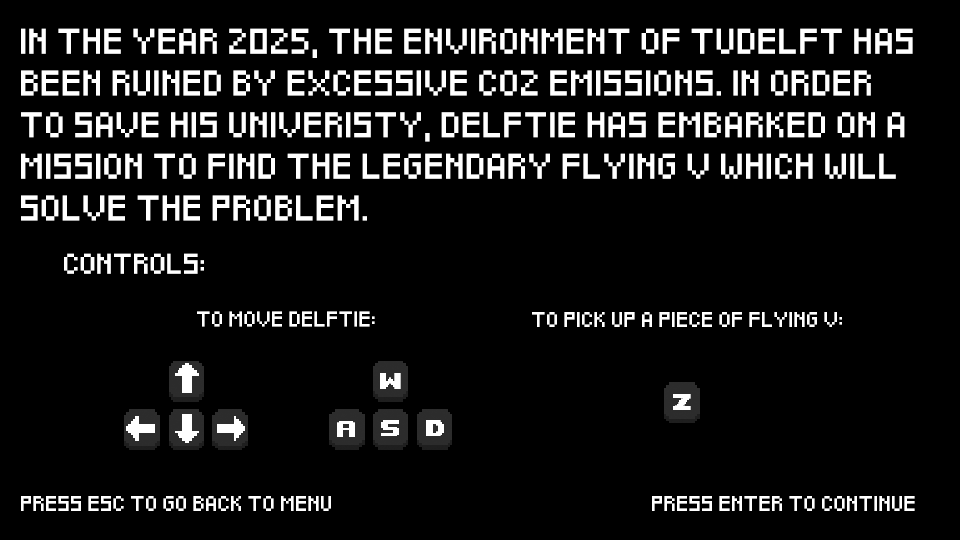 IN THE YEAR 2025, THE ENVIRONMENT OF TUDELFT HAS
BEEN RUINED BY EXCESSIVE CO2 EMISSIONS. IN ORDER
TO SAVE HIS UNIVERISTY, DELFTIE HAS EMBARKED ON A
MISSION TO FIND THE LEGENDARY FLYING V WHICH WILL
SOLVE THE PROBLEM.
CONTROLS:
TO MOVE DELFTIE:
TO PICK UP A PIECE OF FLYING V:
W
A S D
Z
PRESS ESC TO GO BACK TO MENU
PRESS ENTER TO CONTINUE